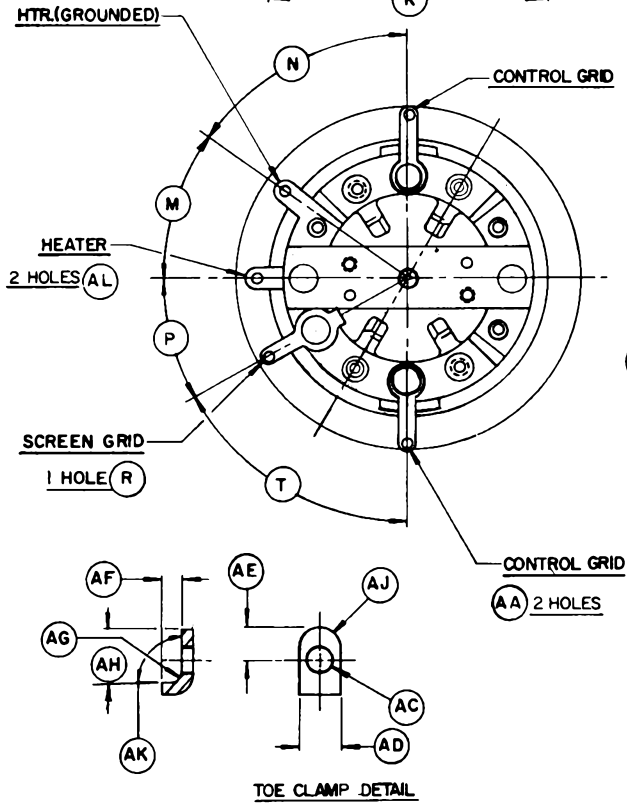 K
HTR.(GROUNDED)
N
CONTROL GRID
M
HEATER
2 HOLES AL
P
SCREEN GRID
1 HOLE R
T
CONTROL GRID
AA 2 HOLES
AF
AE
AJ
AG
AH
AC
AK
AD
TOE CLAMP DETAIL